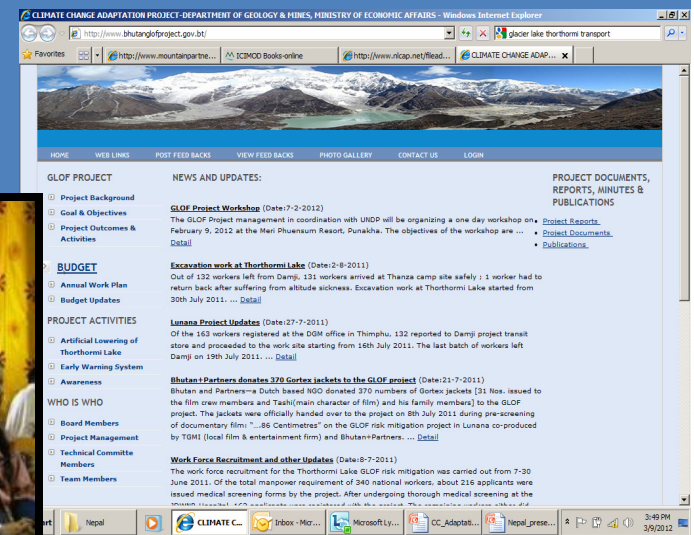 CLIMATE CHANGE ADAPTATION PROJECT-DEPARTMENT OF GEOLOGY & MINES, MINISTRY OF ECONOMIC AFFAIRS - Windows Internet Explorer
http://www.bhutanglofproject.gov.bt/
glacier lake thorthormi transport
Favorites
http://www.mountainpartne...
ICIMOD Books-online
http://www.nlcap.net/filead...
CLIMATE CHANGE ADAP...
HOME WEB LINKS POST FEED BACKS VIEW FEED BACKS PHOTO GALLERY CONTACT US LOGIN
GLOF PROJECT
Project Background
Goal & Objectives
Project Outcomes &
Activities
BUDGET
Annual Work Plan
Budget Updates
PROJECT ACTIVITIES
Artificial Lowering of
Thorthomi Lake
Early Warning System
Awareness
WHO IS WHO
Board Members
Project Management
Technical Committe
Members
Team Members
NEWS AND UPDATES:
GLOF Project Workshop (Date:7-2-2012)
The GLOF Project management in coordination with UNDP will be organizing a one day workshop on
February 9, 2012 at the Meri Phuensum Resort, Punakha. The objectives of the workshop are ...
Detail
Excavation work at Thorthomi Lake (Date:2-8-2011)
Out of 132 workers left from Damji, 131 workers arrived at Thanza camp site safely ; 1 worker had to
return back after suffering from altitude sickness. Excavation work at Thorthomi Lake started from
30th July 2011. ... Detail
Lunana Project Updates (Date:27-7-2011)
Of the 163 workers registered at the DGM office in Thimphu, 132 reported to Damji project transit
store and proceeded to the work site starting from 16th July 2011. The last batch of workers left
Damji on 19th July 2011. ... Detail
Bhutan+Partners donates 370 Gortex jackets to the GLOF project (Date:21-7-2011)
Bhutan and Partners—a Dutch based NGO donated 370 numbers of Gortex jackets [31 Nos. issued to
the film crew members and Tashi(main character of film) and his family members] to the GLOF
project. The jackets were officially handed over to the project on 8th July 2011 during pre-screening
of documentary film: "...86 Centimetres" on the GLOF risk mitigation project in Lunana co-produced
by TGMI (local film & entertainment firm) and Bhutan+Partners. ... Detail
Work Force Recruitment and other Updates (Date:8-7-2011)
The work force recruitment for the Thorthormi Lake GLOF risk mitigation was carried out from 7-30
June 2011. Of the total manpower requirement of 340 national workers, about 216 applicants were
issued medical screening forms by the project. After undergoing thorough medical screening at the
PROJECT DOCUMENTS,
REPORTS, MINUTES &
PUBLICATIONS
Project Reports
Project Documents
Publications
art
Nepal
CLIMATE C...
Inbox - Micr...
Microsoft Ly...
CC_Adaptati...
Nepal_prese...
3:49 PM
3/9/2012